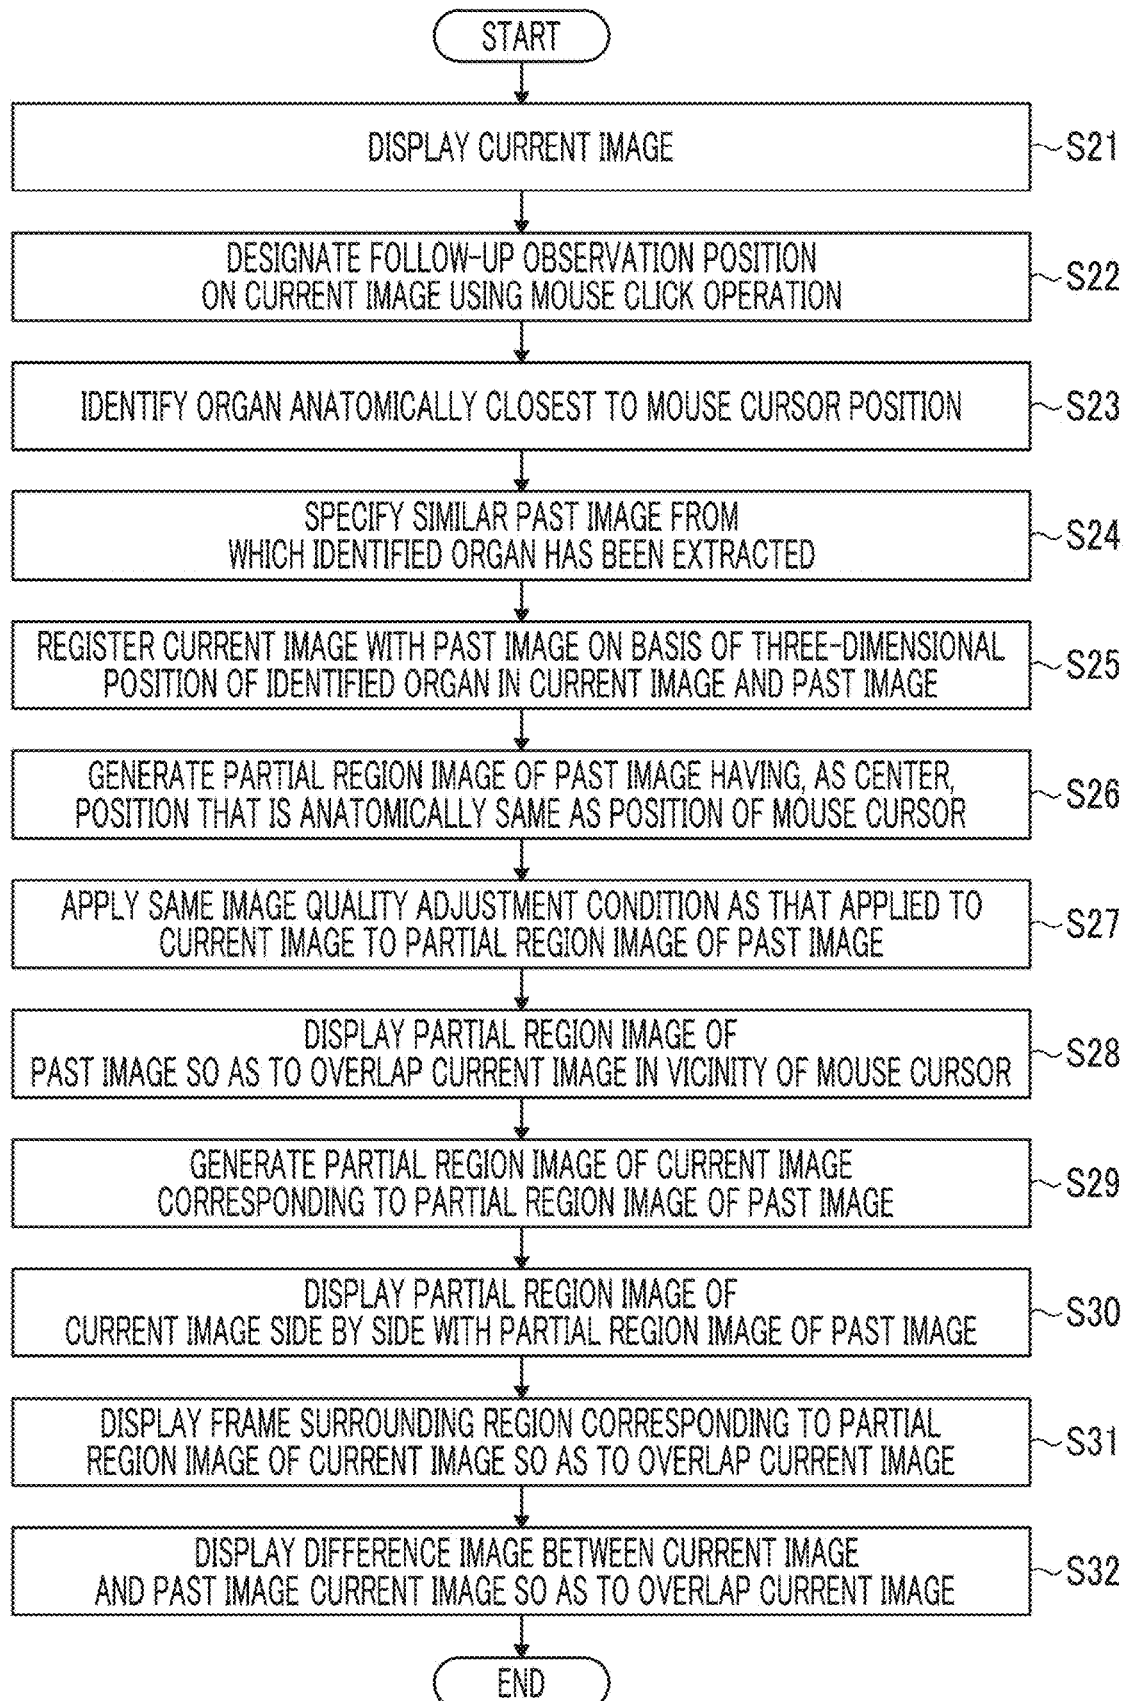 START
DISPLAY CURRENT IMAGE
S21
DESIGNATE FOLLOW-UP OBSERVATION POSITION
ON CURRENT IMAGE USING MOUSE CLICK OPERATION
S22
IDENTIFY ORGAN ANATOMICALLY CLOSEST TO MOUSE CURSOR POSITION
S23
SPECIFY SIMILAR PAST IMAGE FROM
WHICH IDENTIFIED ORGAN HAS BEEN EXTRACTED
S24
REGISTER CURRENT IMAGE WITH PAST IMAGE ON BASIS OF THREE-DIMENSIONAL
POSITION OF IDENTIFIED ORGAN IN CURRENT IMAGE AND PAST IMAGE
S25
GENERATE PARTIAL REGION IMAGE OF PAST IMAGE HAVING, AS CENTER,
POSITION THAT IS ANATOMICALLY SAME AS POSITION OF MOUSE CURSOR
S26
APPLY SAME IMAGE QUALITY ADJUSTMENT CONDITION AS THAT APPLIED TO
CURRENT IMAGE TO PARTIAL REGION IMAGE OF PAST IMAGE
S27
DISPLAY PARTIAL REGION IMAGE OF
PAST IMAGE SO AS TO OVERLAP CURRENT IMAGE IN VICINITY OF MOUSE CURSOR
S28
GENERATE PARTIAL REGION IMAGE OF CURRENT IMAGE
CORRESPONDING TO PARTIAL REGION IMAGE OF PAST IMAGE
S29
DISPLAY PARTIAL REGION IMAGE OF
CURRENT IMAGE SIDE BY SIDE WITH PARTIAL REGION IMAGE OF PAST IMAGE
S30
DISPLAY FRAME SURROUNDING REGION CORRESPONDING TO PARTIAL
REGION IMAGE OF CURRENT IMAGE SO AS TO OVERLAP CURRENT IMAGE
S31
DISPLAY DIFFERENCE IMAGE BETWEEN CURRENT IMAGE
AND PAST IMAGE CURRENT IMAGE SO AS TO OVERLAP CURRENT IMAGE
S32
END